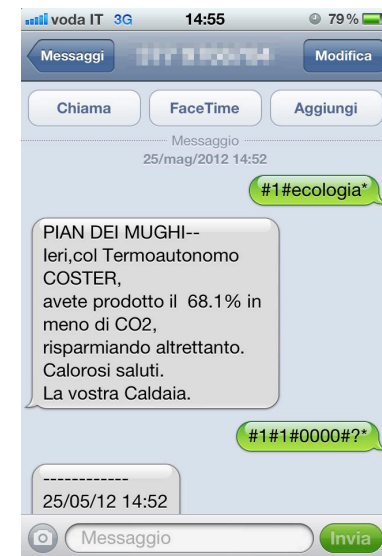 voda IT 3G 14:55 79%
Messaggi Modifica
Chiama FaceTime Aggiungi
Messaggio
25/mag/2012 14:52
#1#ecologia*
PIAN DEI MUGHI--
Ieri,col Termoautonomo
COSTER,
avete prodotto il 68.1% in
meno di CO2,
risparmiando altrettanto.
Calorosi saluti.
La vostra Caldaia.
#1#1#0000#?*
------------
25/05/12 14:52
Messaggio Invia